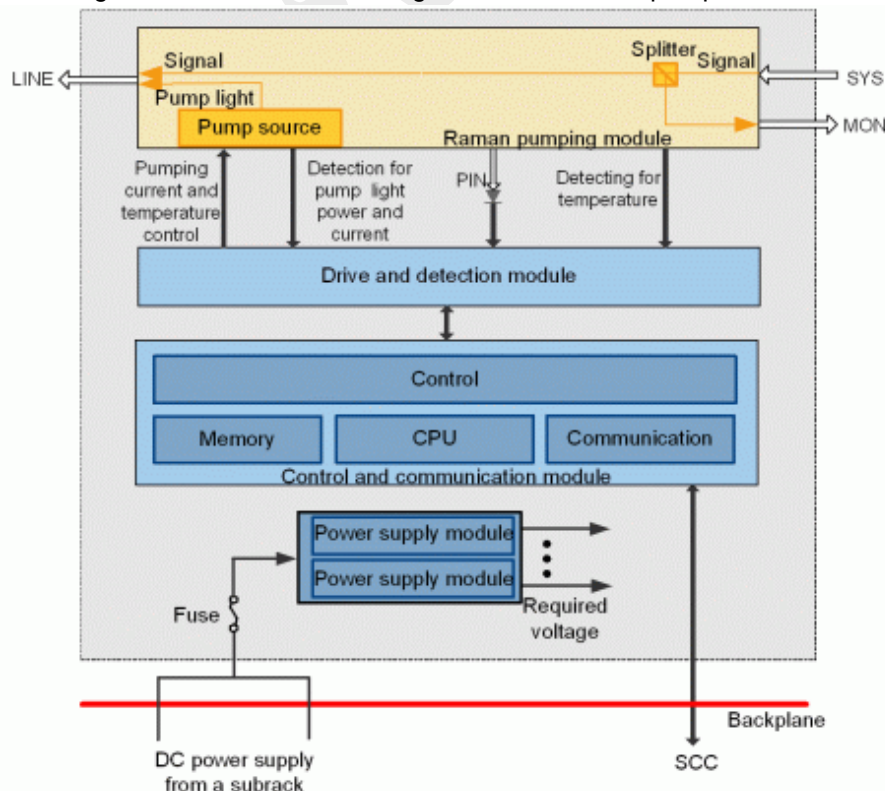 Signal
Splitter
Signal
LINE
SYS
Pump light
Pump source
MON
Raman pumping module
Pumping
current and
temperature
control
Detection for
pump light
power and
current
PIN
Detecting for
temperature
Drive and detection module
Control
Memory
CPU
Communication
Control and communication module
Power supply module
Power supply module
Fuse
Required
voltage
Backplane
DC power supply
from a subrack
SCC